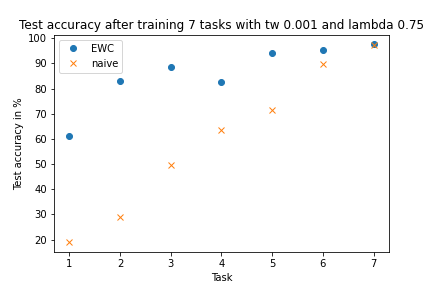 Test accuracy after training 7 tasks with tw 0.001 and lambda 0.75
EWC
naive
100
90
80
70
60
50
40
30
20
Test accuracy in %
1 2 3 4 5 6 7
Task